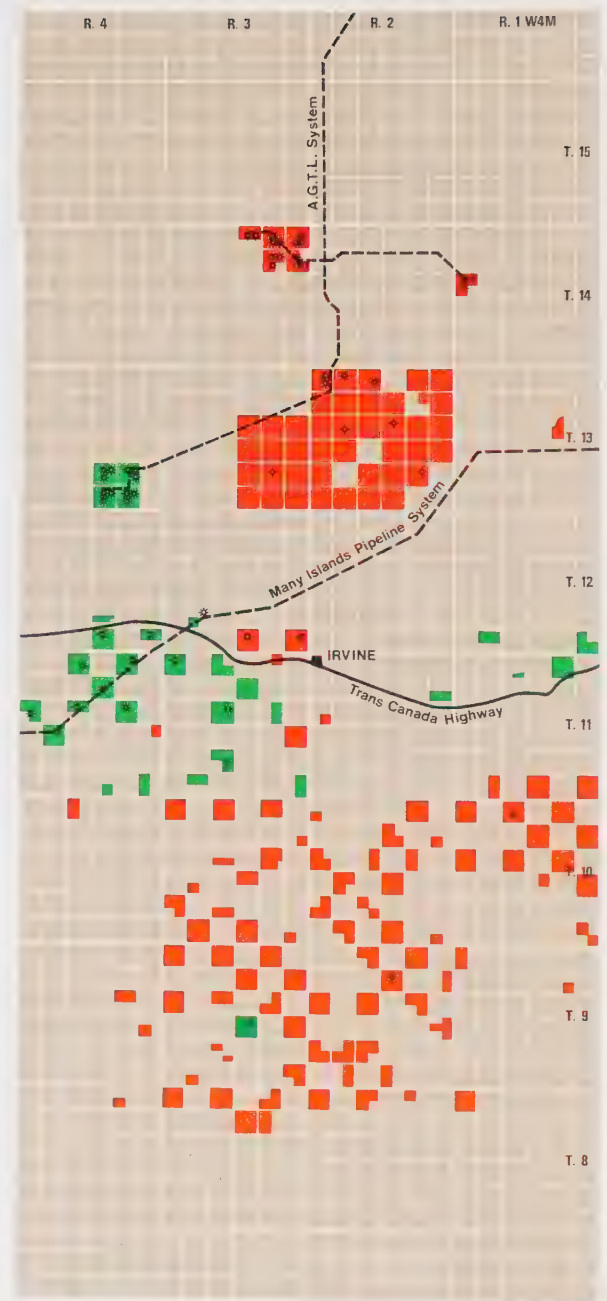 R. 4 R. 3 R. 2 R. 1 W4M
A.G.T.L. System
T. 15
T. 14
T. 13
Many Islands Pipeline System
T. 12
IRVINE
Trans Canada Highway
T. 11
T. 10
T. 9
T. 8